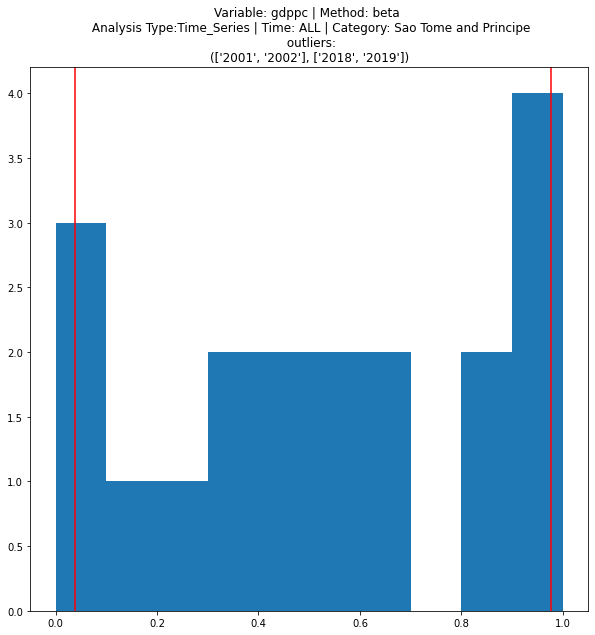 Variable: gdppc | Method: beta
Analysis Type:Time_Series | Time: ALL | Category: Sao Tome and Principe
outliers:
(['2001', '2002'], ['2018', '2019'])
4.0
3.5
3.0
2.5
2.0
1.5
1.0
0.5
0.0
0.0 0.2 0.4 0.6 0.8 1.0